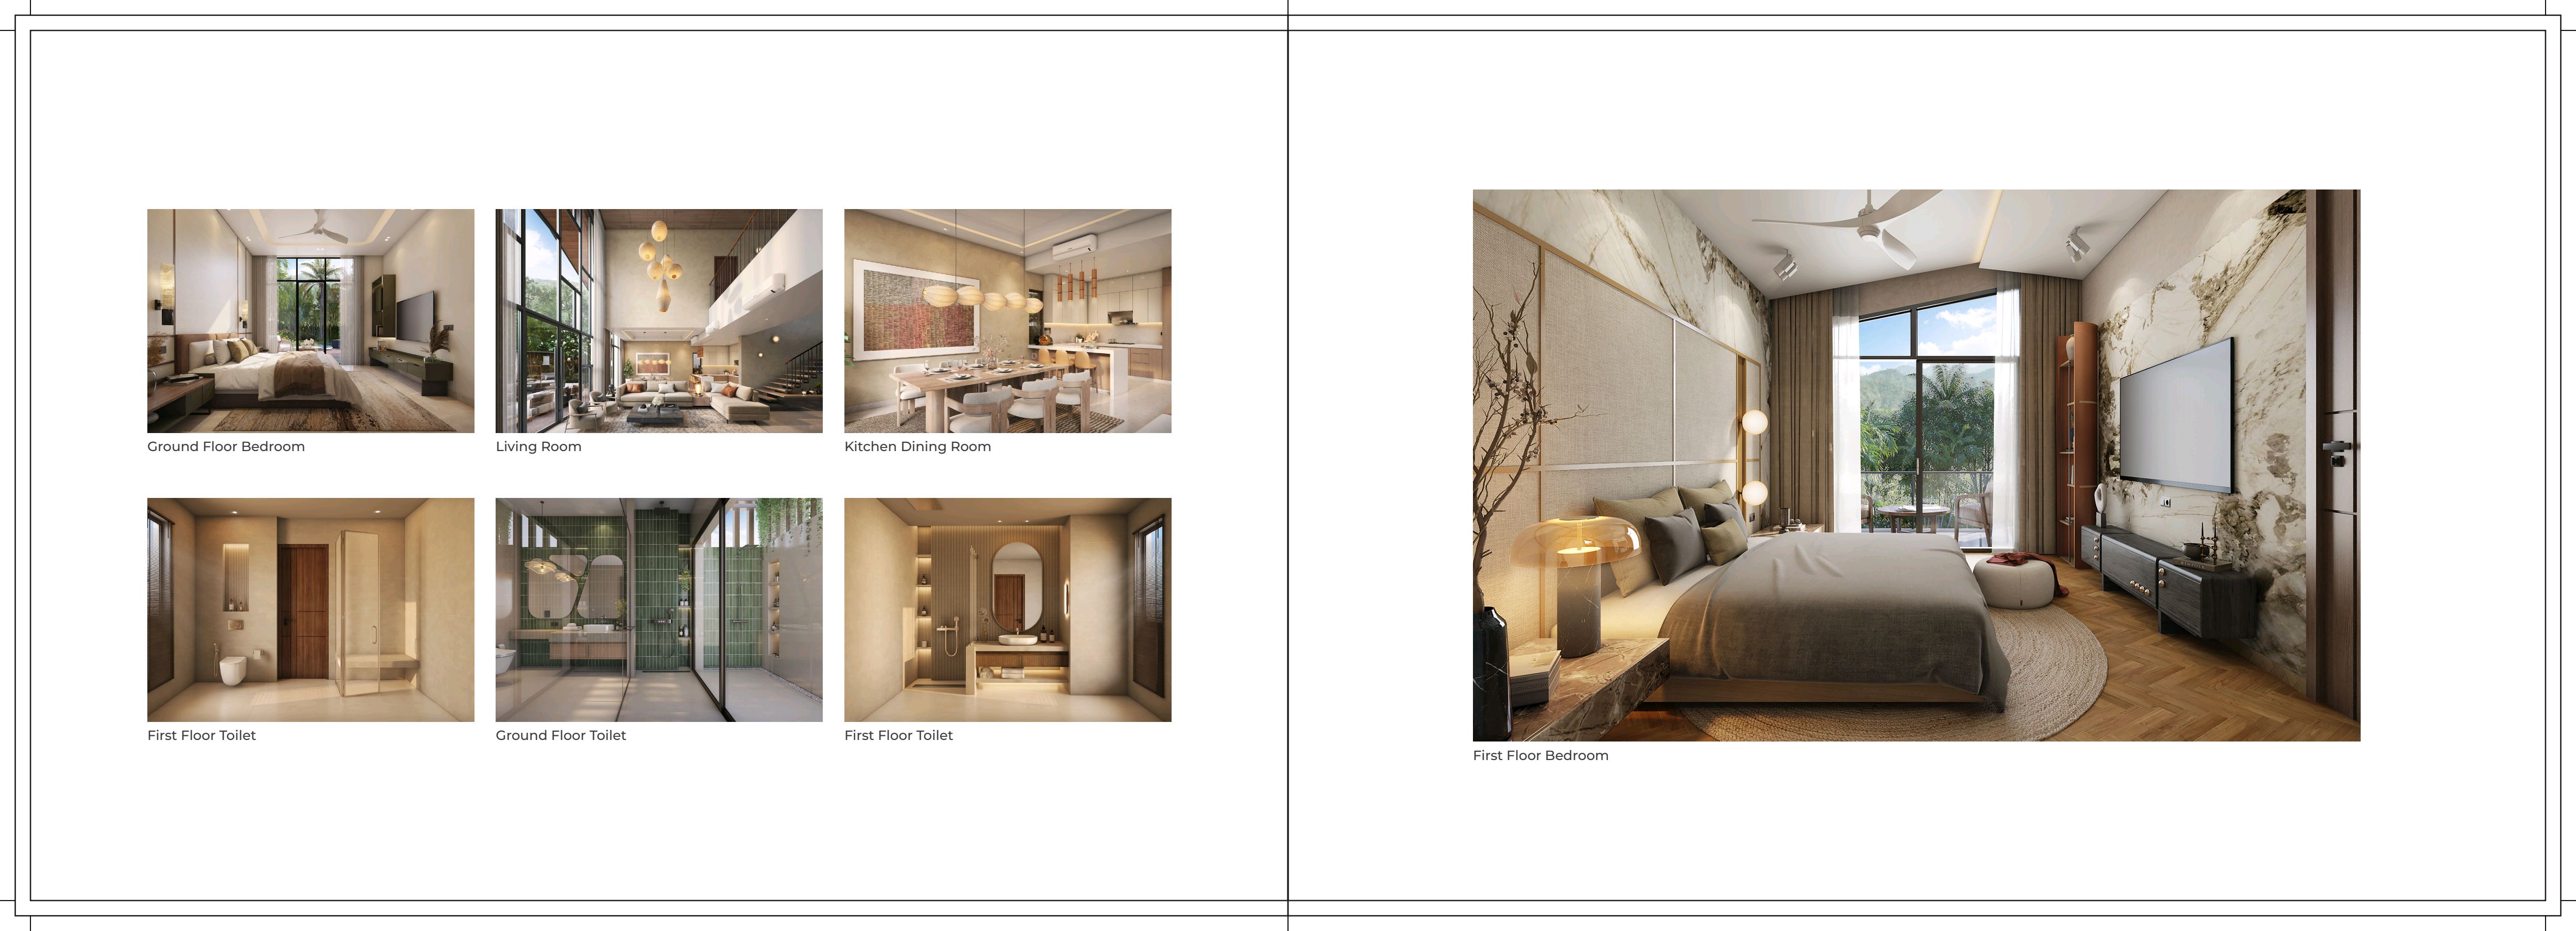 Ground Floor Bedroom
Living Room
Kitchen Dining Room
First Floor Toilet
Ground Floor Toilet
First Floor Toilet
First Floor Bedroom